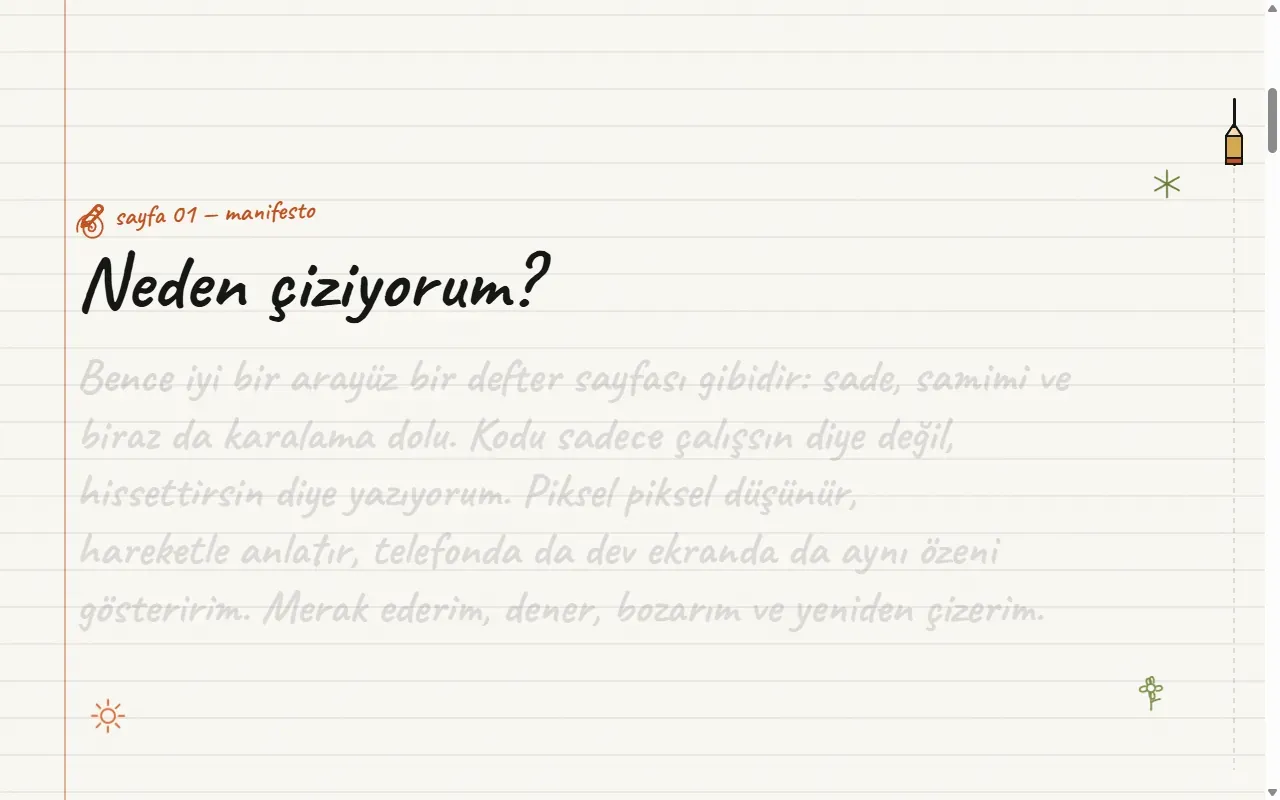 sayfa 01 — manifesto
Neden çiziyorum?
Bence iyi bir arayüz bir defter sayfası gibidir: sade, samimi ve
biraz da karalama dolu. Kodu sadece çalışsın diye değil,
hissettirsin diye yazıyorum. Piksel piksel düşünür,
hareketle anlatır, telefonda da dev ekranda da aynı özeni
gösteririm. Merak ederim, dener, bozarım ve yeniden çizerim.